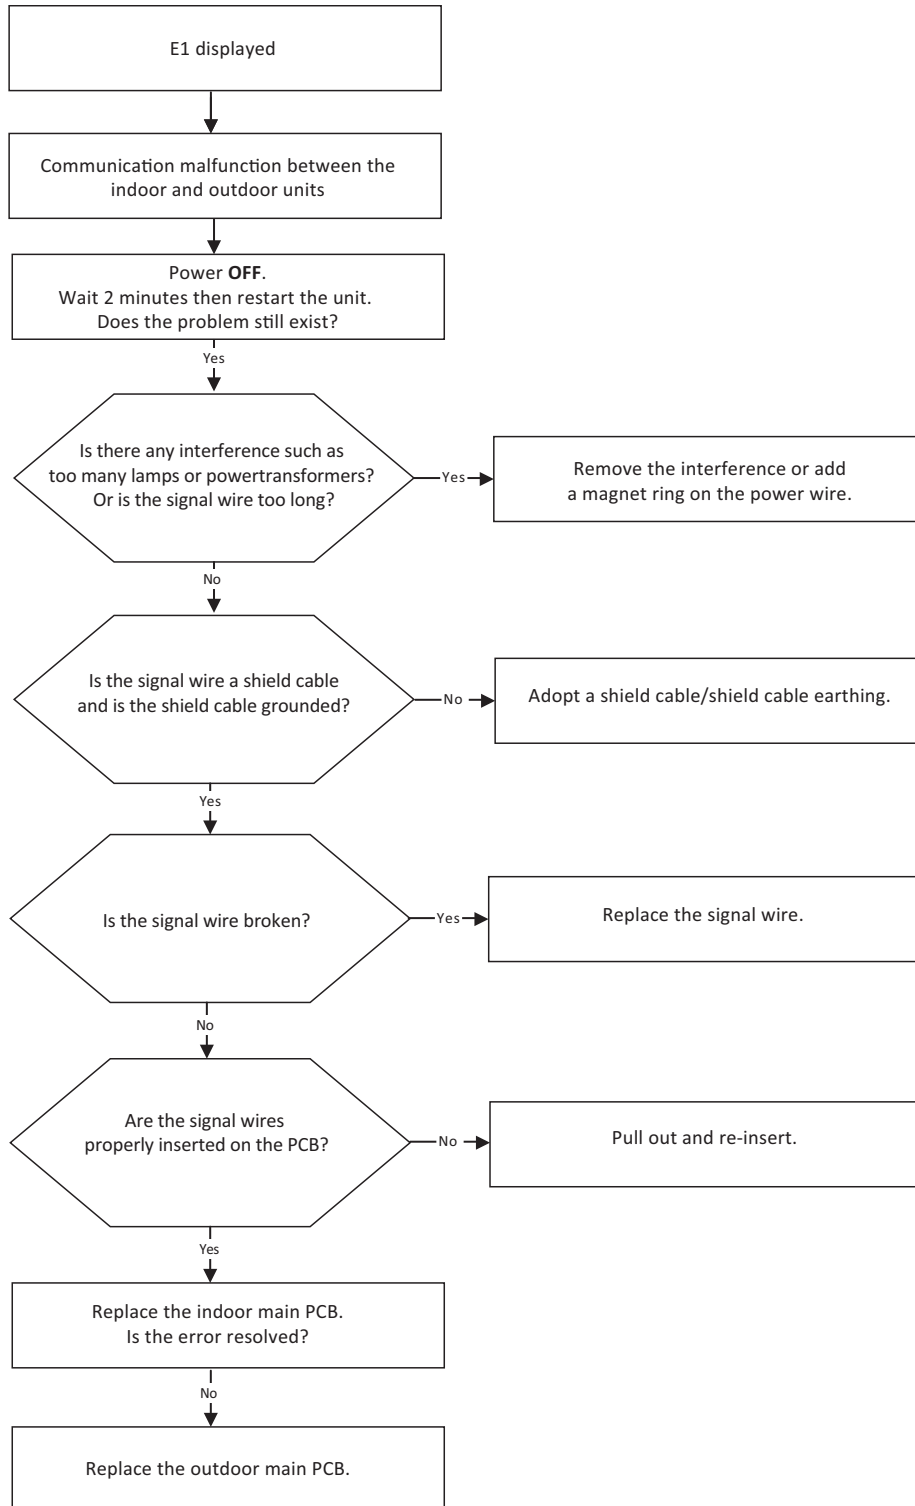 E1 displayed
Communication malfunction between the
indoor and outdoor units
Power OFF.
Wait 2 minutes then restart the unit.
Does the problem still exist?
Yes
Is there any interference such as
too many lamps or powertransformers?
Or is the signal wire too long?
Yes
Remove the interference or add
a magnet ring on the power wire.
No
Is the signal wire a shield cable
and is the shield cable grounded?
No
Adopt a shield cable/shield cable earthing.
Yes
Is the signal wire broken?
Yes
Replace the signal wire.
No
Are the signal wires
properly inserted on the PCB?
No
Pull out and re-insert.
Yes
Replace the indoor main PCB.
Is the error resolved?
No
Replace the outdoor main PCB.